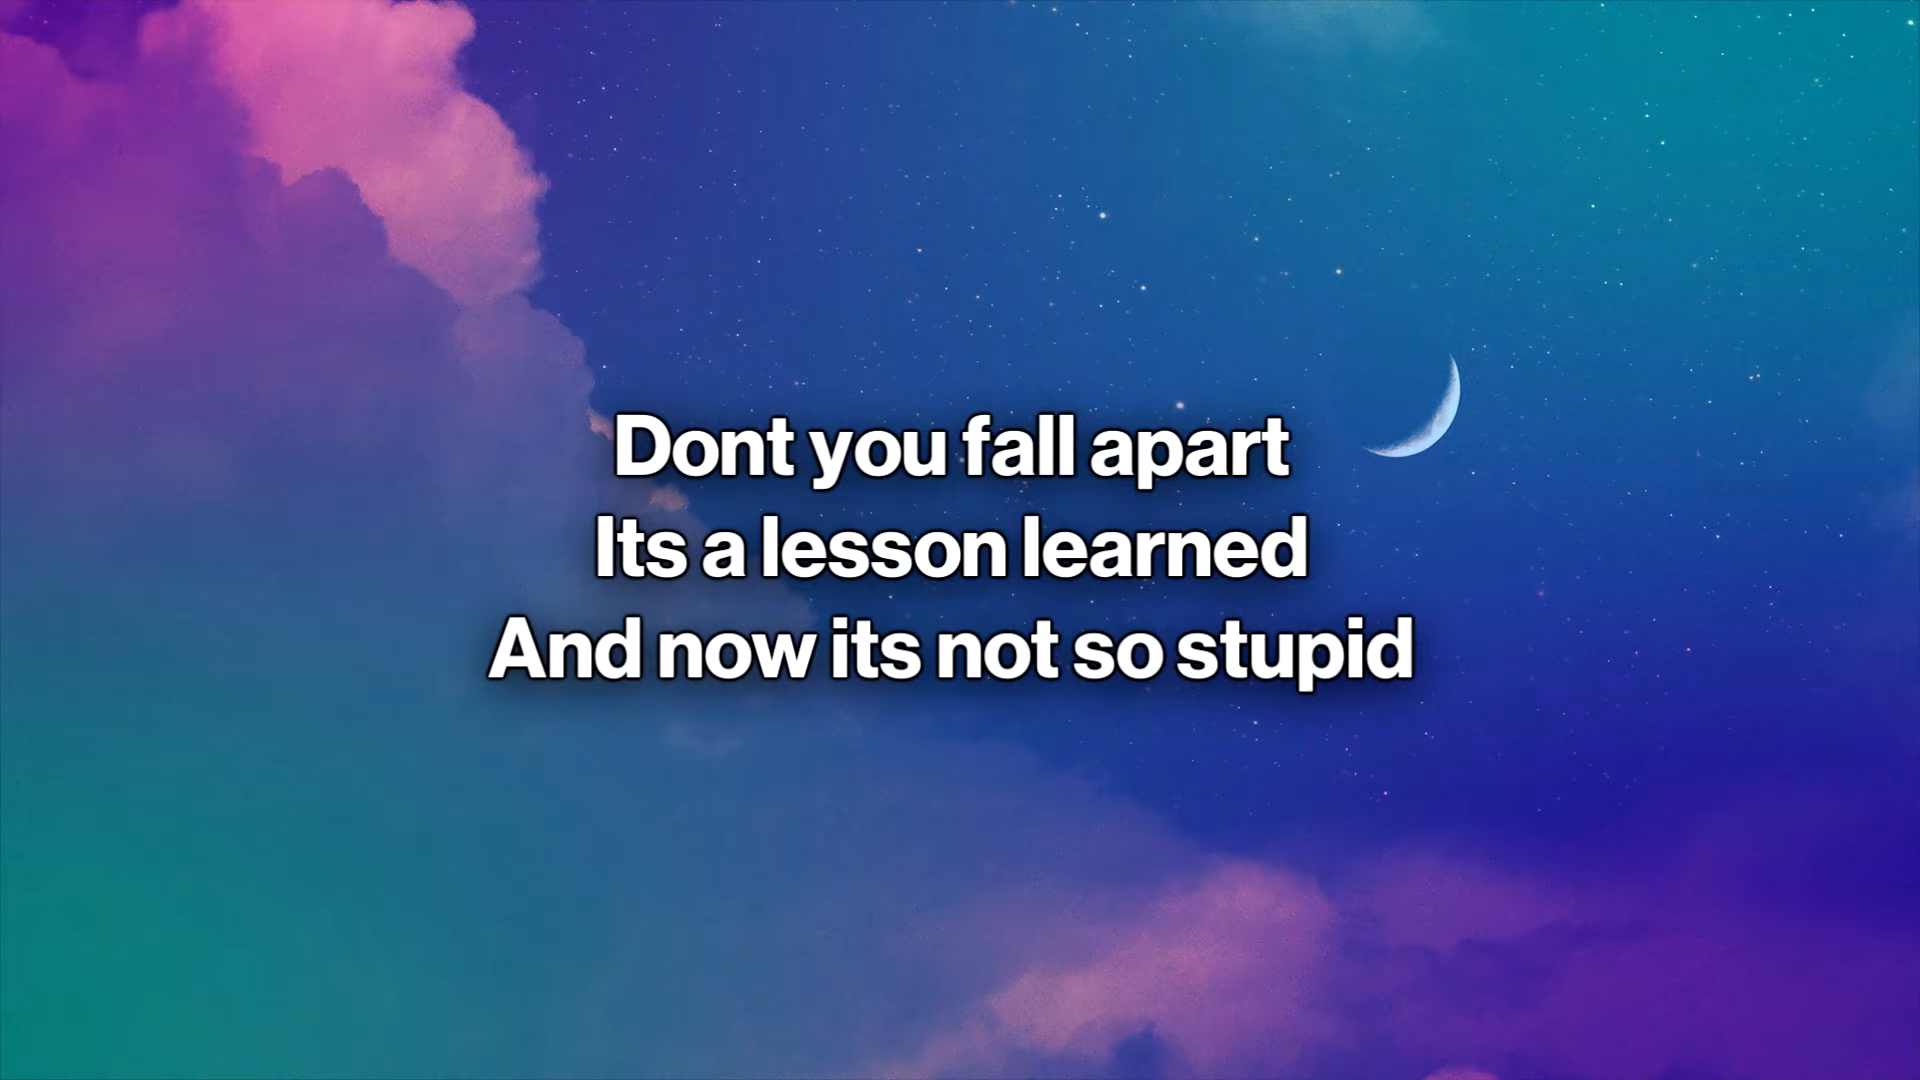 Dont you fall apart
Its a lesson learned
And now its not so stupid